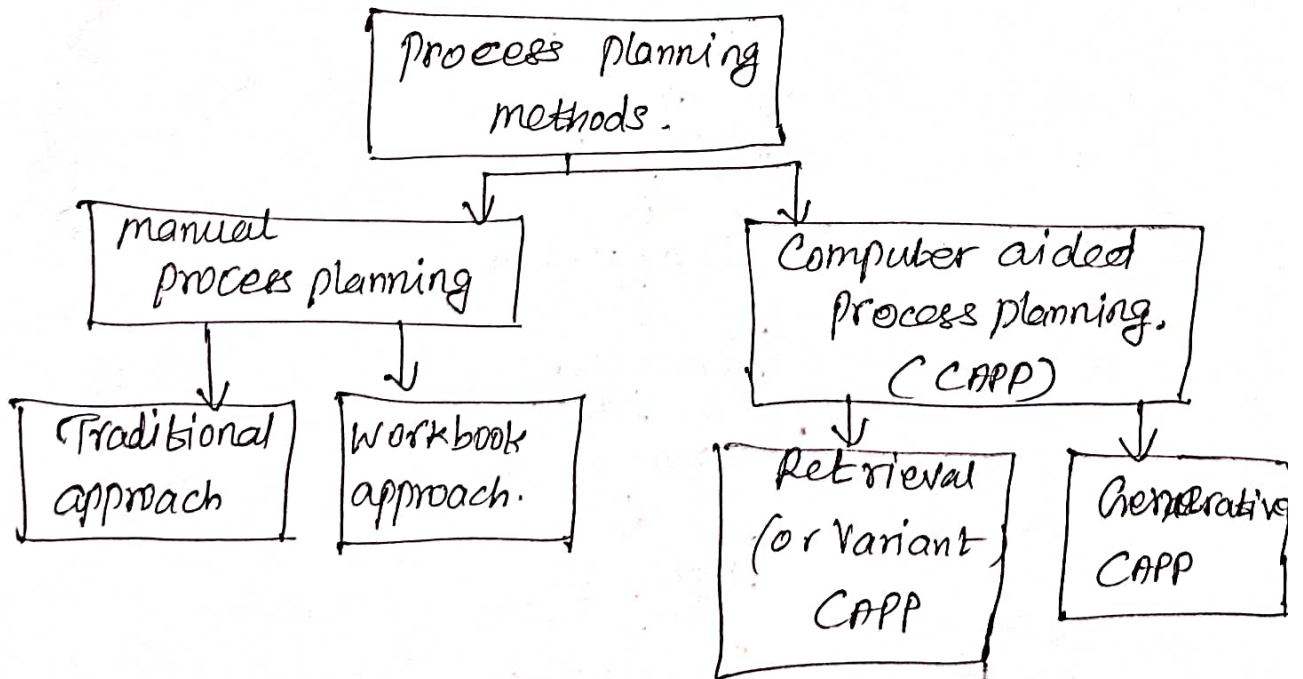 Process planning
methods.
manual
process planning
Computer aided
Process planning.
(CAPP)
Traditional
approach
Workbook
approach.
Retrieval
(or Variant)
CAPP
Generative
CAPP